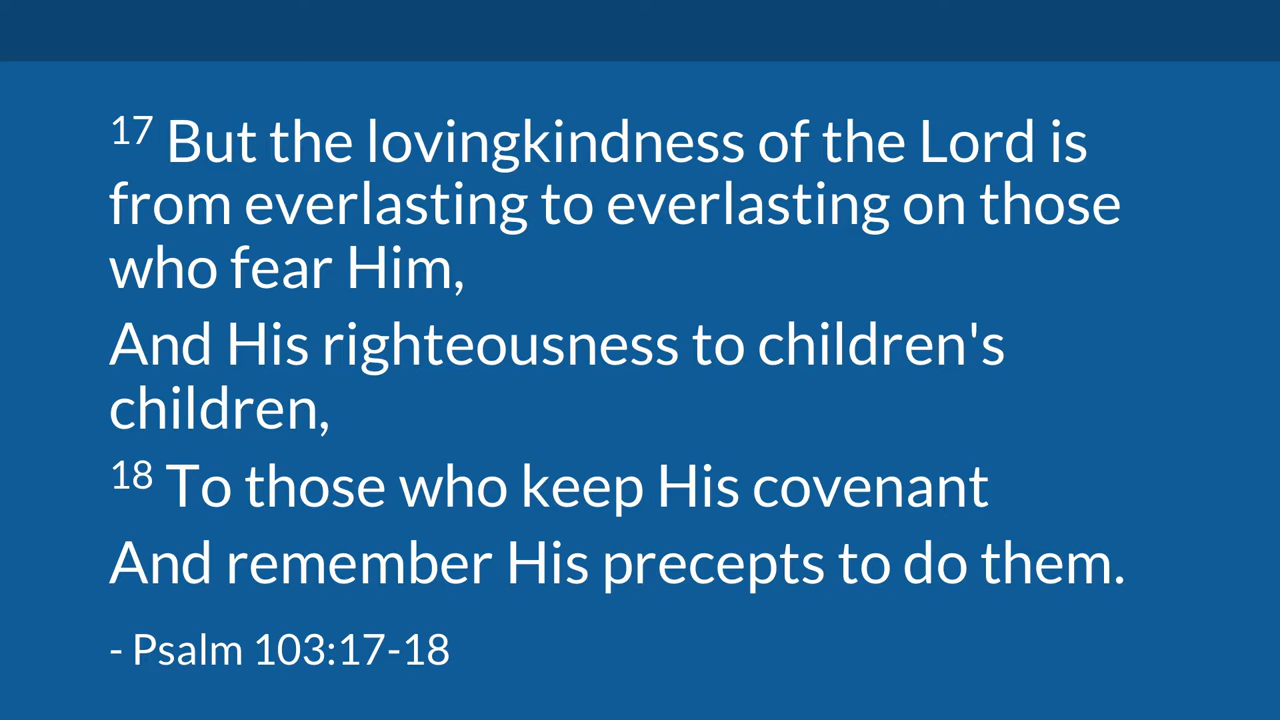 17 But the lovingkindness of the Lord is
from everlasting to everlasting on those
who fear Him,
And His righteousness to children's
children,
18 To those who keep His covenant
And remember His precepts to do them.
- Psalm 103:17-18